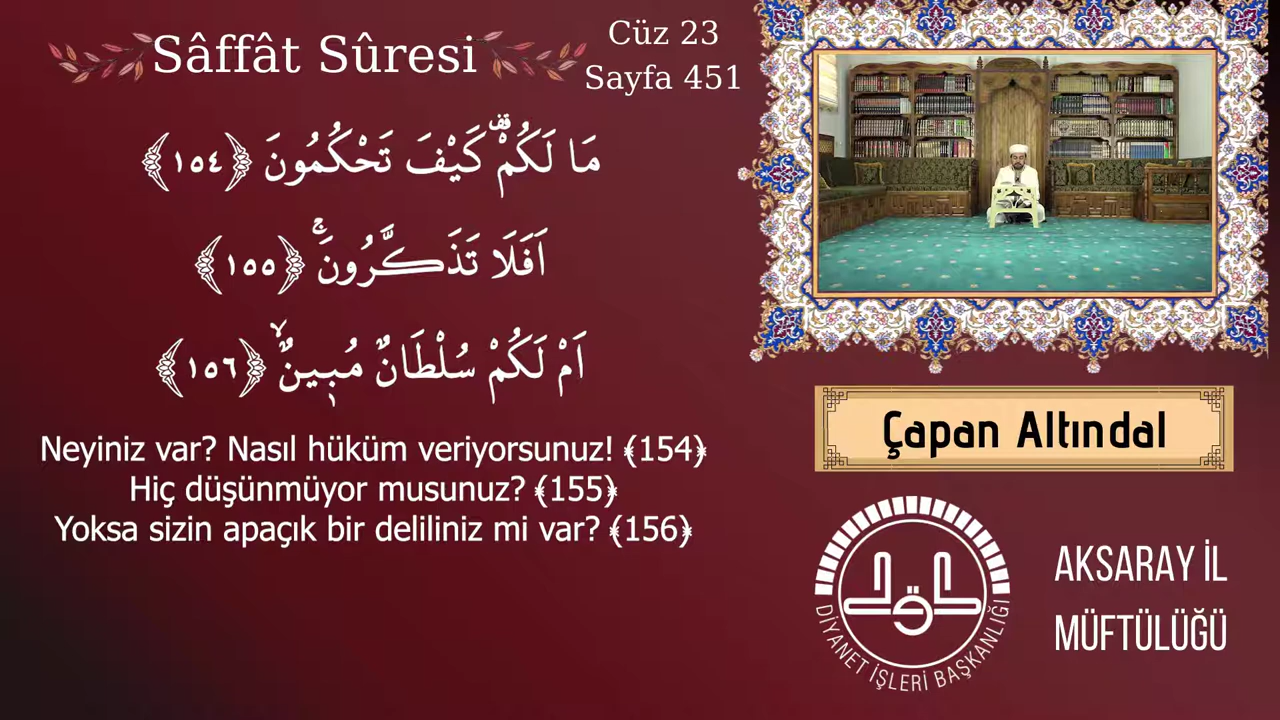 Sâffât Sûresi
Cüz 23
Sayfa 451
مَا لَكُمْ۠ كَيْفَ تَحْكُمُونَ ﴿١٥٤﴾
اَفَلَا تَذَكَّرُونَۚ ﴿١٥٥﴾
اَمْ لَكُمْ سُلْطَانٌ مُب۪ينٌۙ ﴿١٥٦﴾
Neyiniz var? Nasıl hüküm veriyorsunuz! ﴾154﴿
Hiç düşünmüyor musunuz? ﴾155﴿
Yoksa sizin apaçık bir deliliniz mi var? ﴾156﴿
Çapan Altındal
DİYANET İŞLERİ BAŞKANLIĞI
AKSARAY İL
MÜFTÜLÜĞÜ